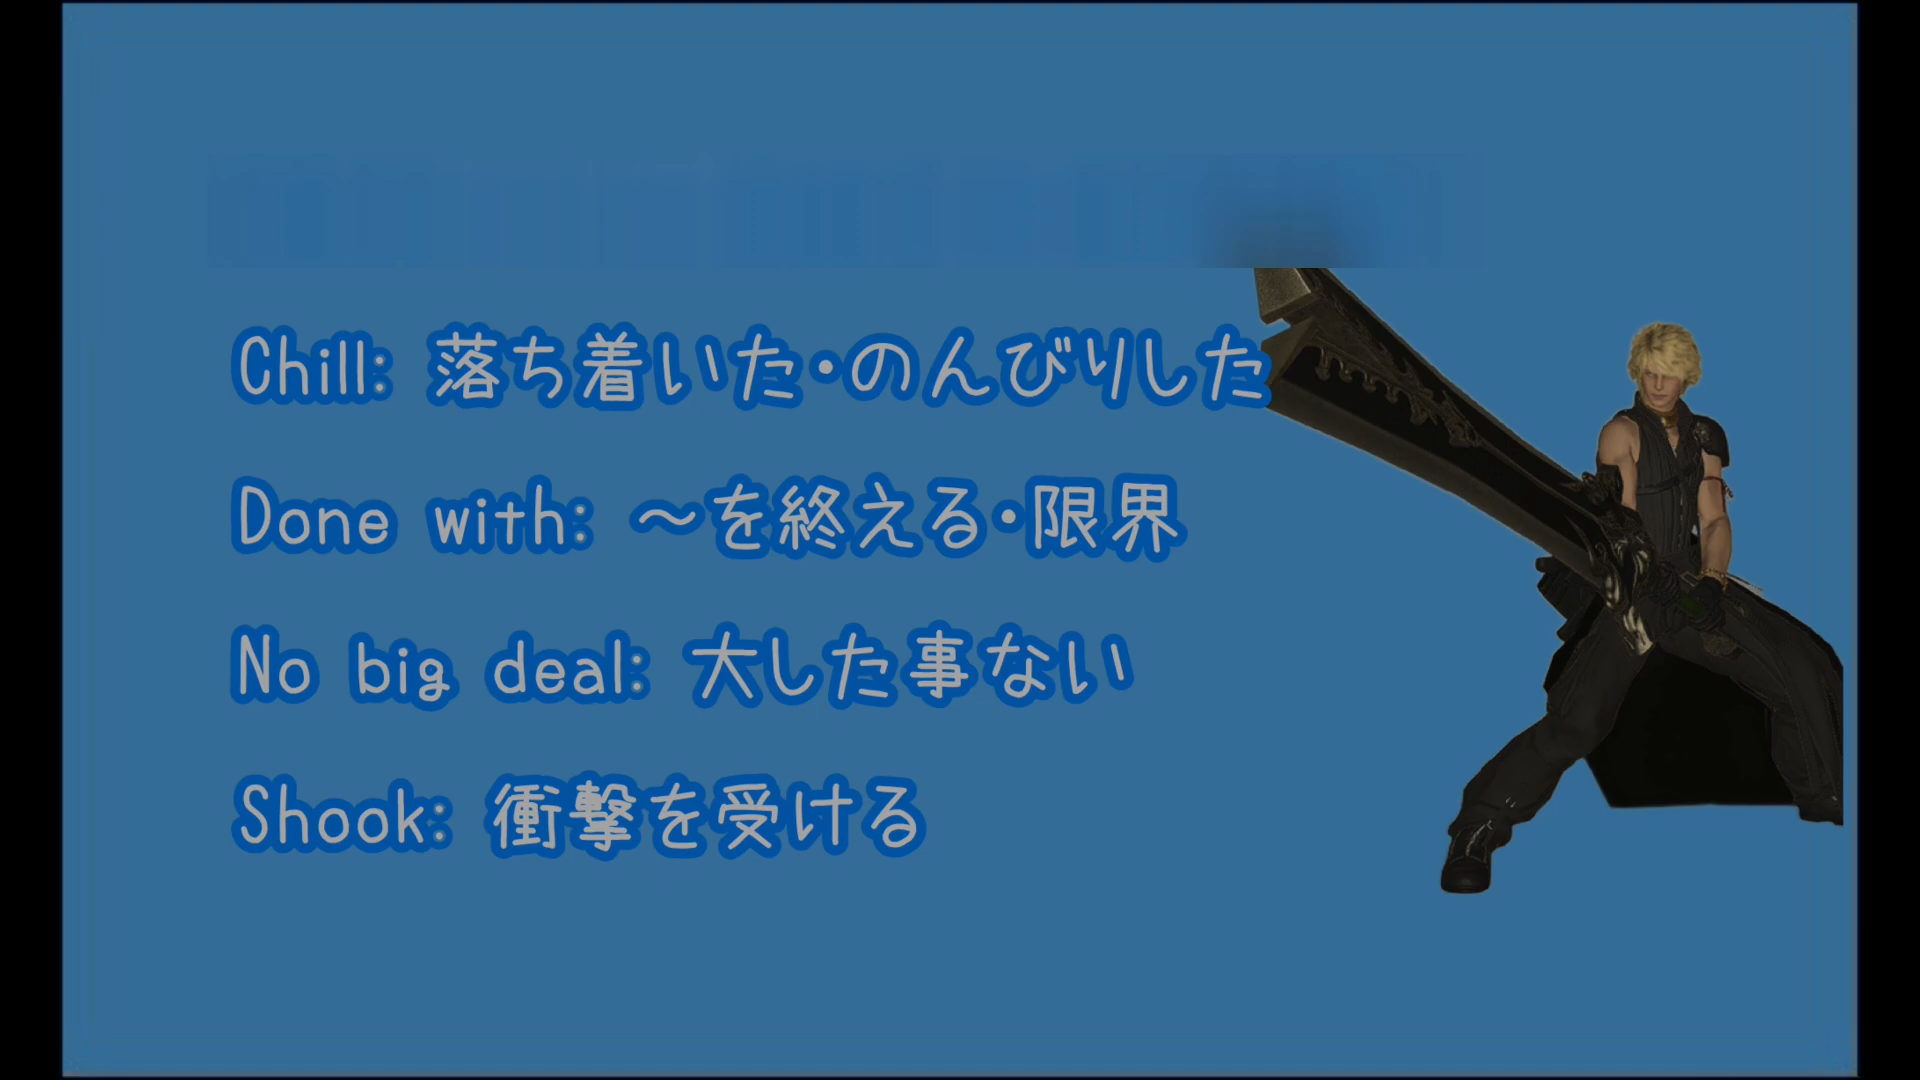 Chill: 落ち着いた・のんびりした
Done with: ～を終える・限界
No big deal: 大した事ない
Shook: 衝撃を受ける